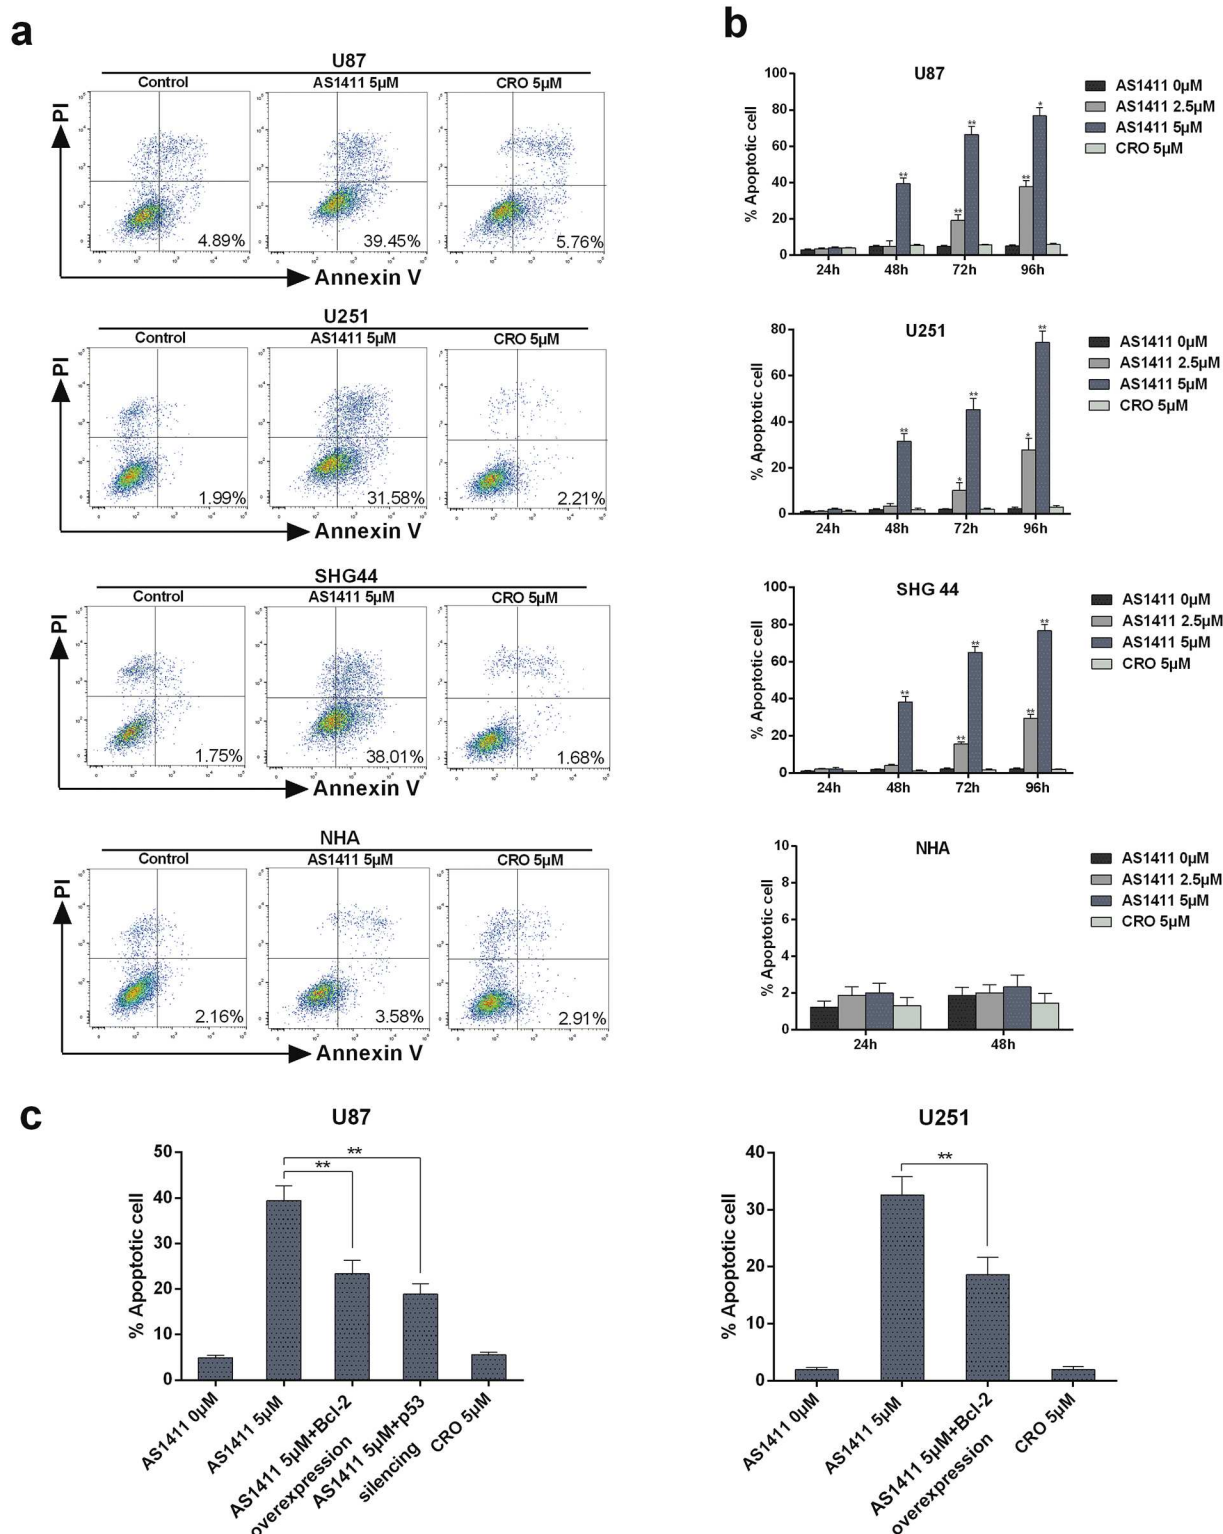 a
U87
Control
AS1411 5μM
CRO 5μM
PI
4.89%
39.45%
5.76%
Annexin V
U251
Control
AS1411 5μM
CRO 5μM
PI
1.99%
31.58%
2.21%
Annexin V
SHG44
Control
AS1411 5μM
CRO 5μM
PI
1.75%
38.01%
1.68%
Annexin V
NHA
Control
AS1411 5μM
CRO 5μM
PI
2.16%
3.58%
2.91%
Annexin V
b
U87
% Apoptotic cell
100
80
60
40
20
0
24h
48h
72h
96h
**
**
**
**
*
AS1411 0μM
AS1411 2.5μM
AS1411 5μM
CRO 5μM
U251
% Apoptotic cell
80
60
40
20
0
24h
48h
72h
96h
**
*
**
*
**
AS1411 0μM
AS1411 2.5μM
AS1411 5μM
CRO 5μM
SHG 44
% Apoptotic cell
100
80
60
40
20
0
24h
48h
72h
96h
**
**
**
**
**
AS1411 0μM
AS1411 2.5μM
AS1411 5μM
CRO 5μM
NHA
% Apoptotic cell
10
8
6
4
2
0
24h
48h
AS1411 0μM
AS1411 2.5μM
AS1411 5μM
CRO 5μM
c
U87
% Apoptotic cell
50
40
30
20
10
0
**
**
AS1411 0μM
AS1411 5μM
AS1411 5μM+Bcl-2
overexpression
AS1411 5μM+p53
silencing
CRO 5μM
U251
% Apoptotic cell
40
30
20
10
0
**
AS1411 0μM
AS1411 5μM
AS1411 5μM+Bcl-2
overexpression
CRO 5μM